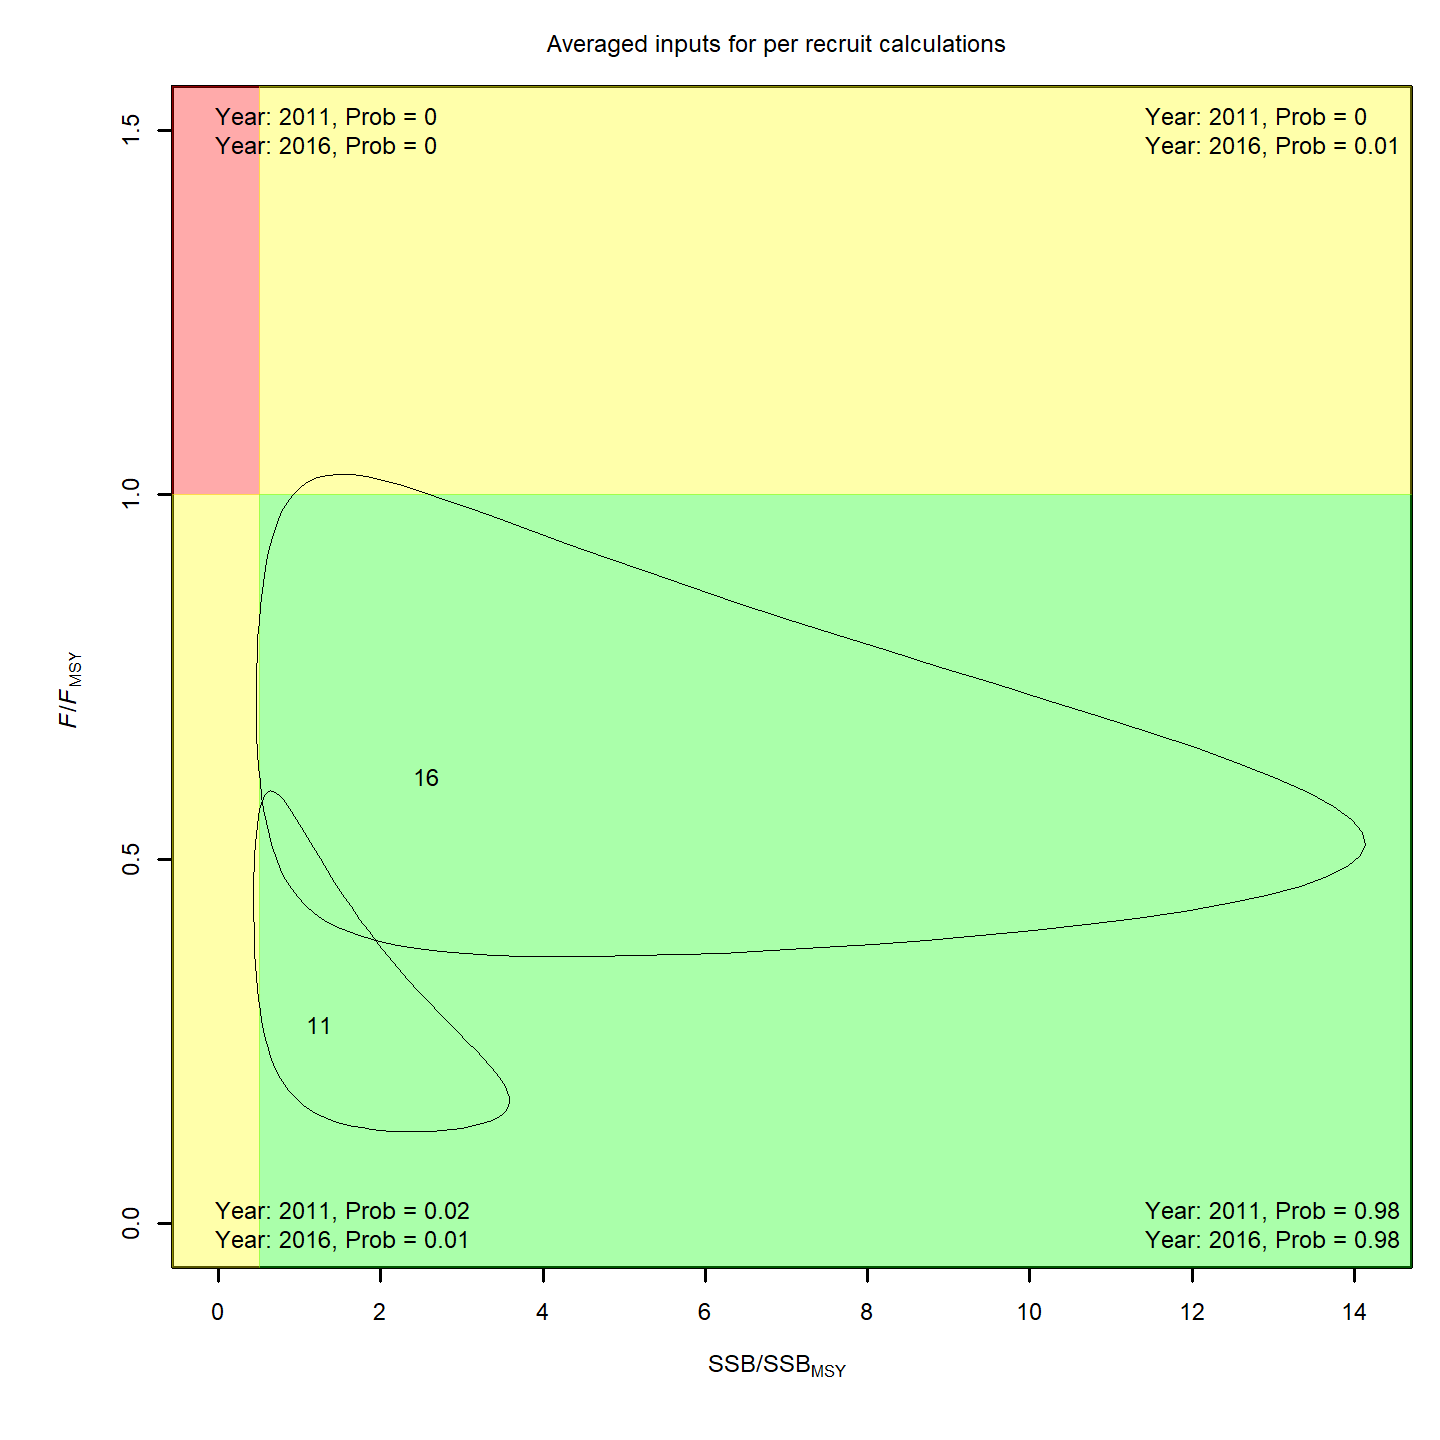 Averaged inputs for per recruit calculations
Year: 2011, Prob = 0
Year: 2016, Prob = 0
Year: 2011, Prob = 0
Year: 2016, Prob = 0.01
1.5
1.0
0.5
0.0
F/FMSY
16
11
Year: 2011, Prob = 0.02
Year: 2016, Prob = 0.01
Year: 2011, Prob = 0.98
Year: 2016, Prob = 0.98
0 2 4 6 8 10 12 14
SSB/SSBMSY